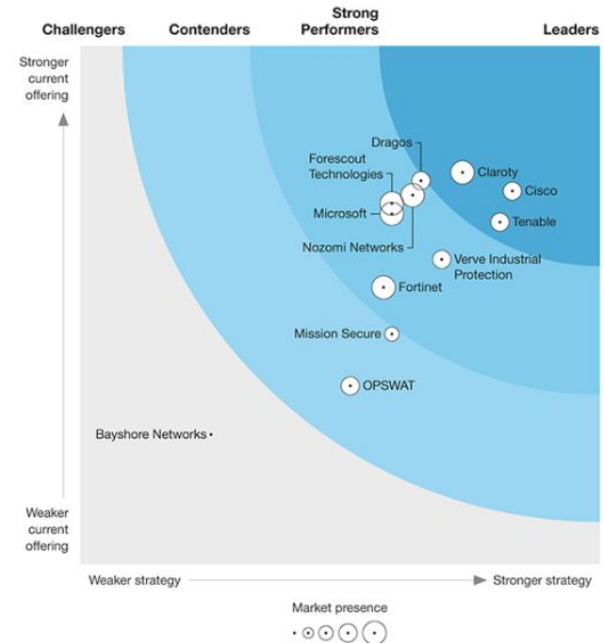 Challengers
Contenders
Strong
Performers
Leaders
Stronger
current
offering
Dragos
Forescout
Technologies
Claroty
Cisco
Microsoft
Tenable
Nozomi Networks
Verve Industrial
Protection
Fortinet
Mission Secure
OPSWAT
Bayshore Networks
Weaker
current
offering
Weaker strategy
Stronger strategy
Market presence